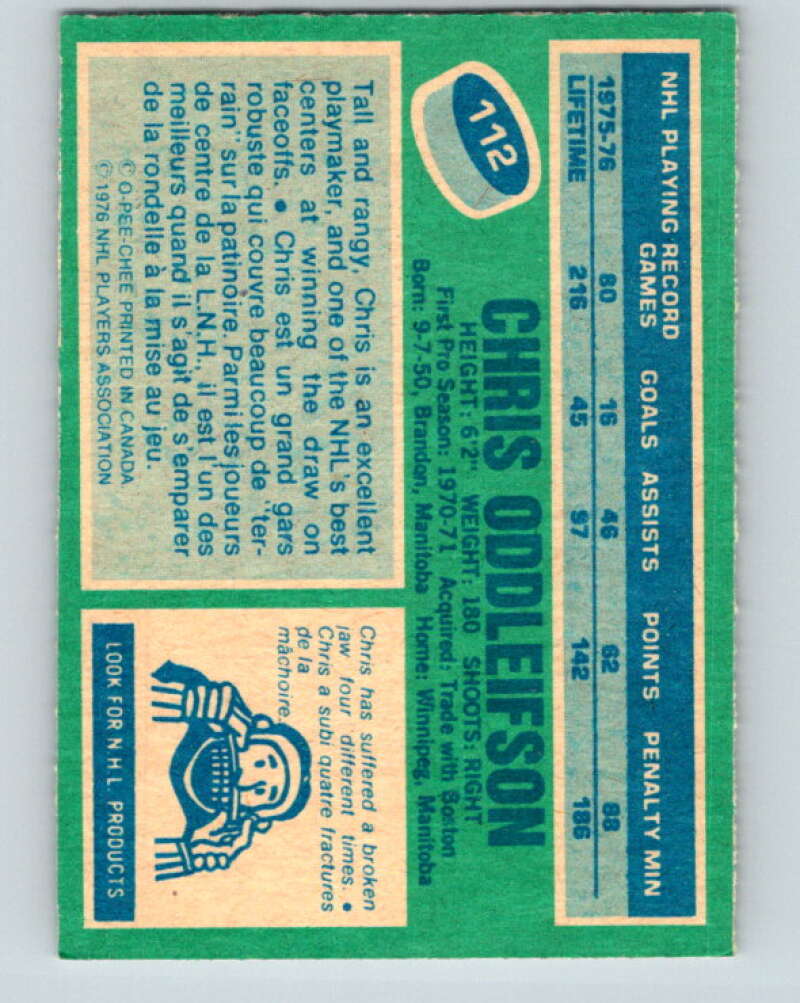 NHL PLAYING RECORD
GAMES GOALS ASSISTS POINTS PENALTY MIN
1975-76 80 16 46 62 88
LIFETIME 216 45 97 142 186
112
CHRIS ODDLEIFSON
HEIGHT: 6'2" WEIGHT: 180 SHOOTS: RIGHT
First Pro Season: 1970-71 Acquired: Trade with Boston
Born: 9-7-50, Brandon, Manitoba Home: Winnipeg, Manitoba
Tall and rangy, Chris is an excellent
playmaker, and one of the NHL's best
centers at winning the draw on
faceoffs. • Chris est un grand gars
robuste qui couvre beaucoup de 'ter-
rain' sur la patinoire. Parmi les joueurs
de centre de la L.N.H., il est l'un des
meilleurs quand il s'agit de s'emparer
de la rondelle à la mise au jeu.
© O-PEE-CHEE PRINTED IN CANADA
© 1976 NHL PLAYERS ASSOCIATION
Chris has suffered a broken
jaw four different times. •
Chris a subi quatre fractures
de la
mâchoire.
LOOK FOR N.H.L. PRODUCTS